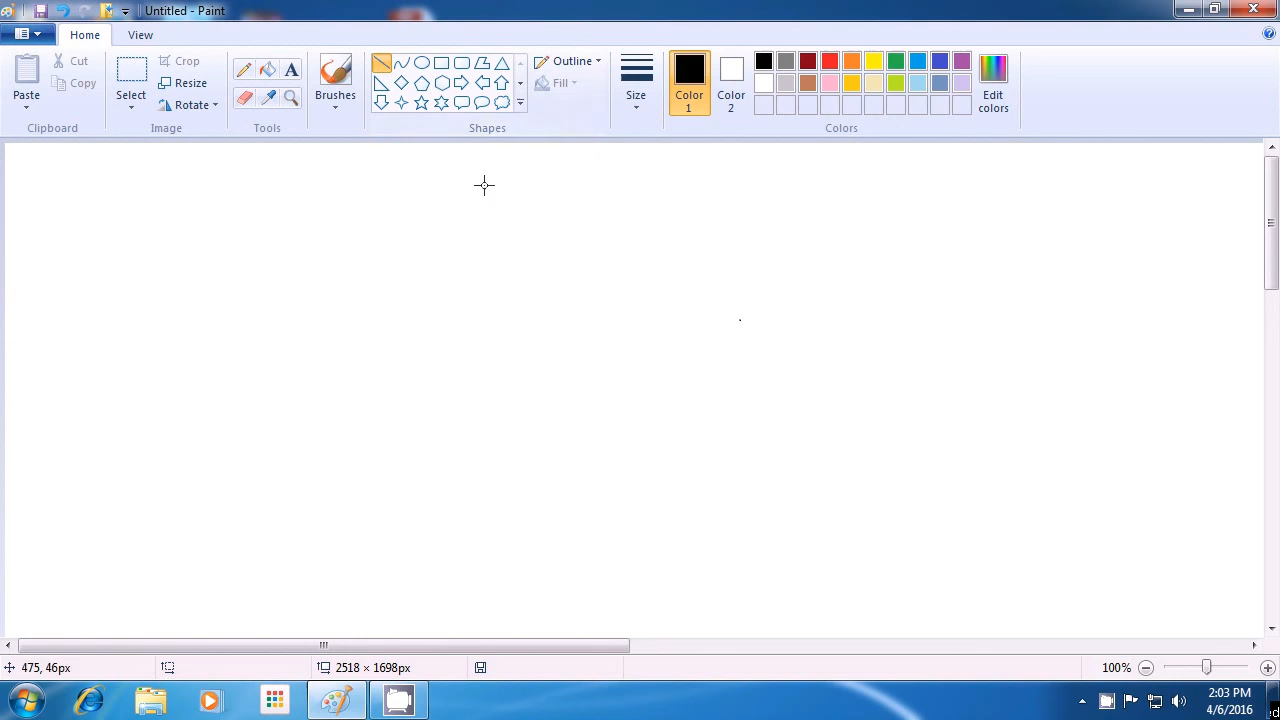 Untitled - Paint
Home View
Paste
Cut
Copy
Clipboard
Select
Crop
Resize
Rotate
Image
Tools
Brushes
Shapes
Outline
Fill
Size
Color 1
Color 2
Edit colors
Colors
475, 46px
2518 × 1698px
100%
2:03 PM
4/6/2016